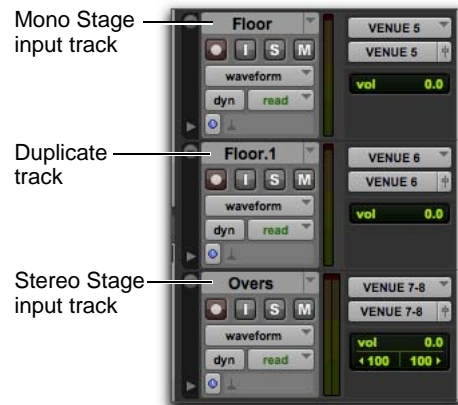 Mono Stage
input track
Floor
VENUE 5
I S M
VENUE 5
waveform
vol 0.0
dyn read
Duplicate
track
Floor.1
VENUE 6
I S M
VENUE 6
waveform
vol 0.0
dyn read
Stereo Stage
input track
Overs
VENUE 7-8
I S M
VENUE 7-8
waveform
vol 0.0
dyn read
100 100